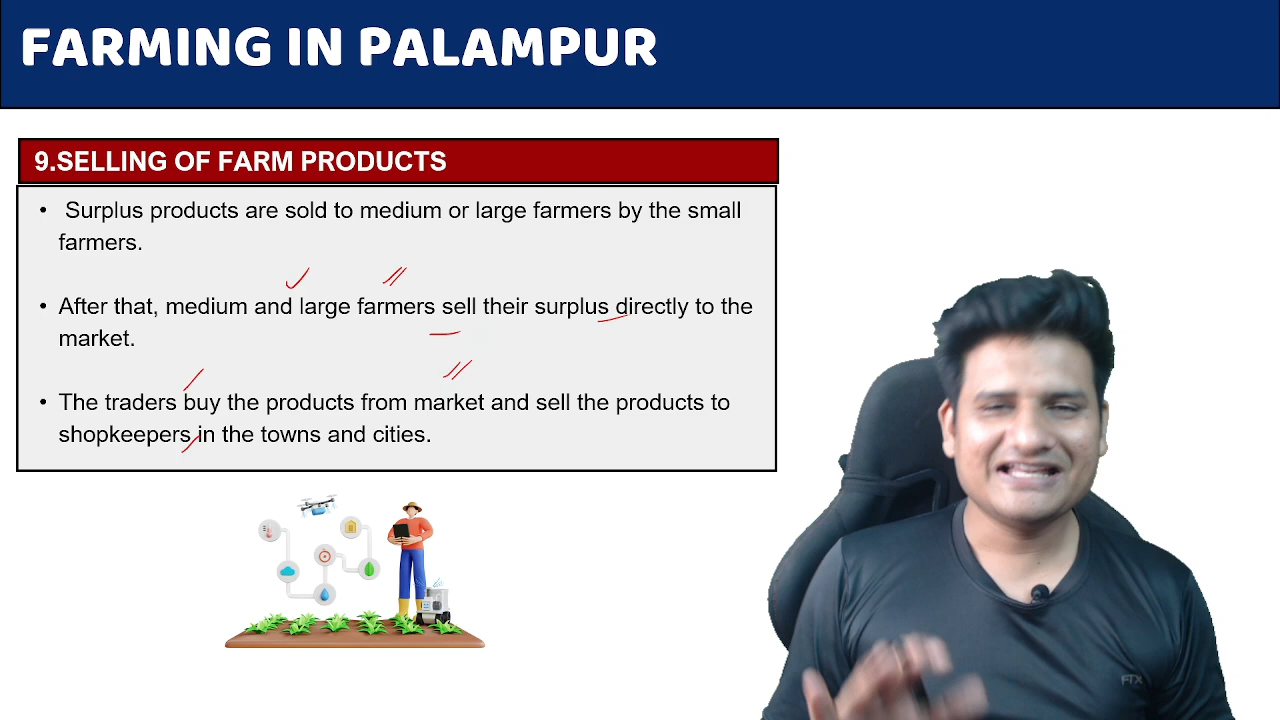 FARMING IN PALAMPUR
9.SELLING OF FARM PRODUCTS
• Surplus products are sold to medium or large farmers by the small
farmers.
• After that, medium and large farmers sell their surplus directly to the
market.
• The traders buy the products from market and sell the products to
shopkeepers in the towns and cities.
FTX